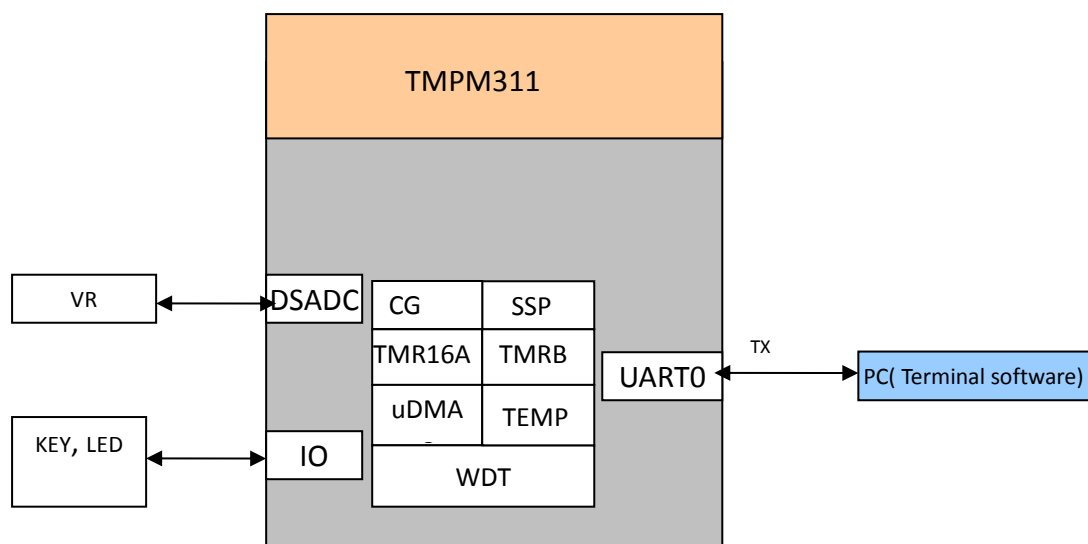 TMPM311
VR
DSADC
CG
SSP
TMR16A
TMRB
uDMA
TEMP
WDT
KEY, LED
IO
UART0
TX
PC( Terminal software)